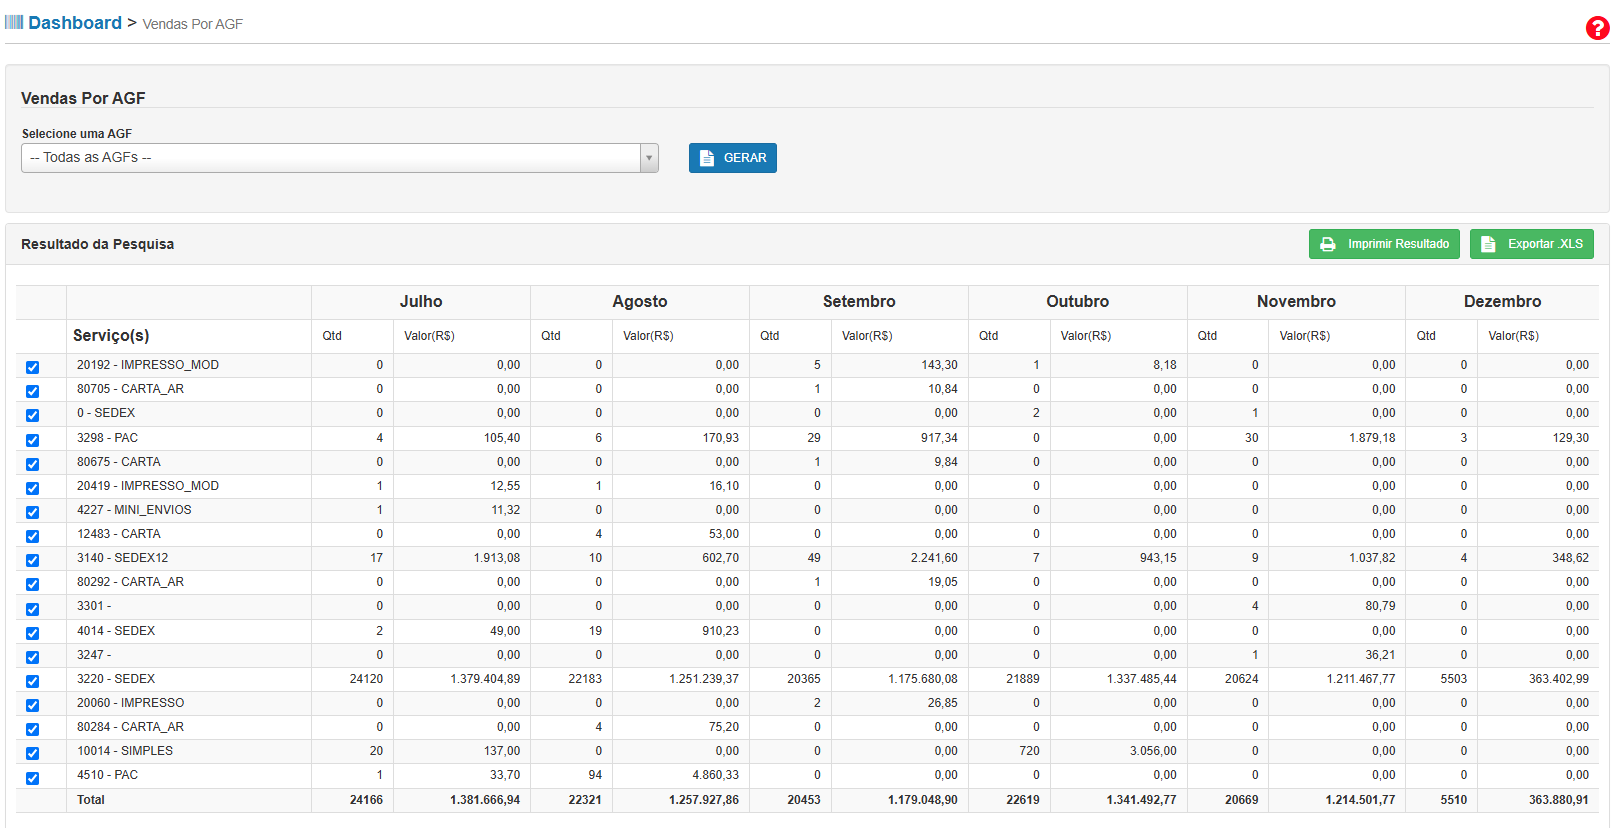 Dashboard > Vendas Por AGF
?
Vendas Por AGF
Selecione uma AGF
-- Todas as AGFs --
GERAR
Resultado da Pesquisa
Imprimir Resultado
Exportar .XLS
Julho Agosto Setembro Outubro Novembro Dezembro
Serviço(s) Qtd Valor(R$) Qtd Valor(R$) Qtd Valor(R$) Qtd Valor(R$) Qtd Valor(R$) Qtd Valor(R$)
20192 - IMPRESSO_MOD 0 0,00 0 0,00 5 143,30 1 8,18 0 0,00 0 0,00
80705 - CARTA_AR 0 0,00 0 0,00 1 10,84 0 0,00 0 0,00 0 0,00
0 - SEDEX 0 0,00 0 0,00 0 0,00 2 0,00 1 0,00 0 0,00
3298 - PAC 4 105,40 6 170,93 29 917,34 0 0,00 30 1.879,18 3 129,30
80675 - CARTA 0 0,00 0 0,00 1 9,84 0 0,00 0 0,00 0 0,00
20419 - IMPRESSO_MOD 1 12,55 1 16,10 0 0,00 0 0,00 0 0,00 0 0,00
4227 - MINI_ENVIOS 1 11,32 0 0,00 0 0,00 0 0,00 0 0,00 0 0,00
12483 - CARTA 0 0,00 4 53,00 0 0,00 0 0,00 0 0,00 0 0,00
3140 - SEDEX12 17 1.913,08 10 602,70 49 2.241,60 7 943,15 9 1.037,82 4 348,62
80292 - CARTA_AR 0 0,00 0 0,00 1 19,05 0 0,00 0 0,00 0 0,00
3301 - 0 0,00 0 0,00 0 0,00 0 0,00 4 80,79 0 0,00
4014 - SEDEX 2 49,00 19 910,23 0 0,00 0 0,00 0 0,00 0 0,00
3247 - 0 0,00 0 0,00 0 0,00 0 0,00 1 36,21 0 0,00
3220 - SEDEX 24120 1.379.404,89 22183 1.251.239,37 20365 1.175.680,08 21889 1.337.485,44 20624 1.211.467,77 5503 363.402,99
20060 - IMPRESSO 0 0,00 0 0,00 2 26,85 0 0,00 0 0,00 0 0,00
80284 - CARTA_AR 0 0,00 4 75,20 0 0,00 0 0,00 0 0,00 0 0,00
10014 - SIMPLES 20 137,00 0 0,00 0 0,00 720 3.056,00 0 0,00 0 0,00
4510 - PAC 1 33,70 94 4.860,33 0 0,00 0 0,00 0 0,00 0 0,00
Total 24166 1.381.666,94 22321 1.257.927,86 20453 1.179.048,90 22619 1.341.492,77 20669 1.214.501,77 5510 363.880,91